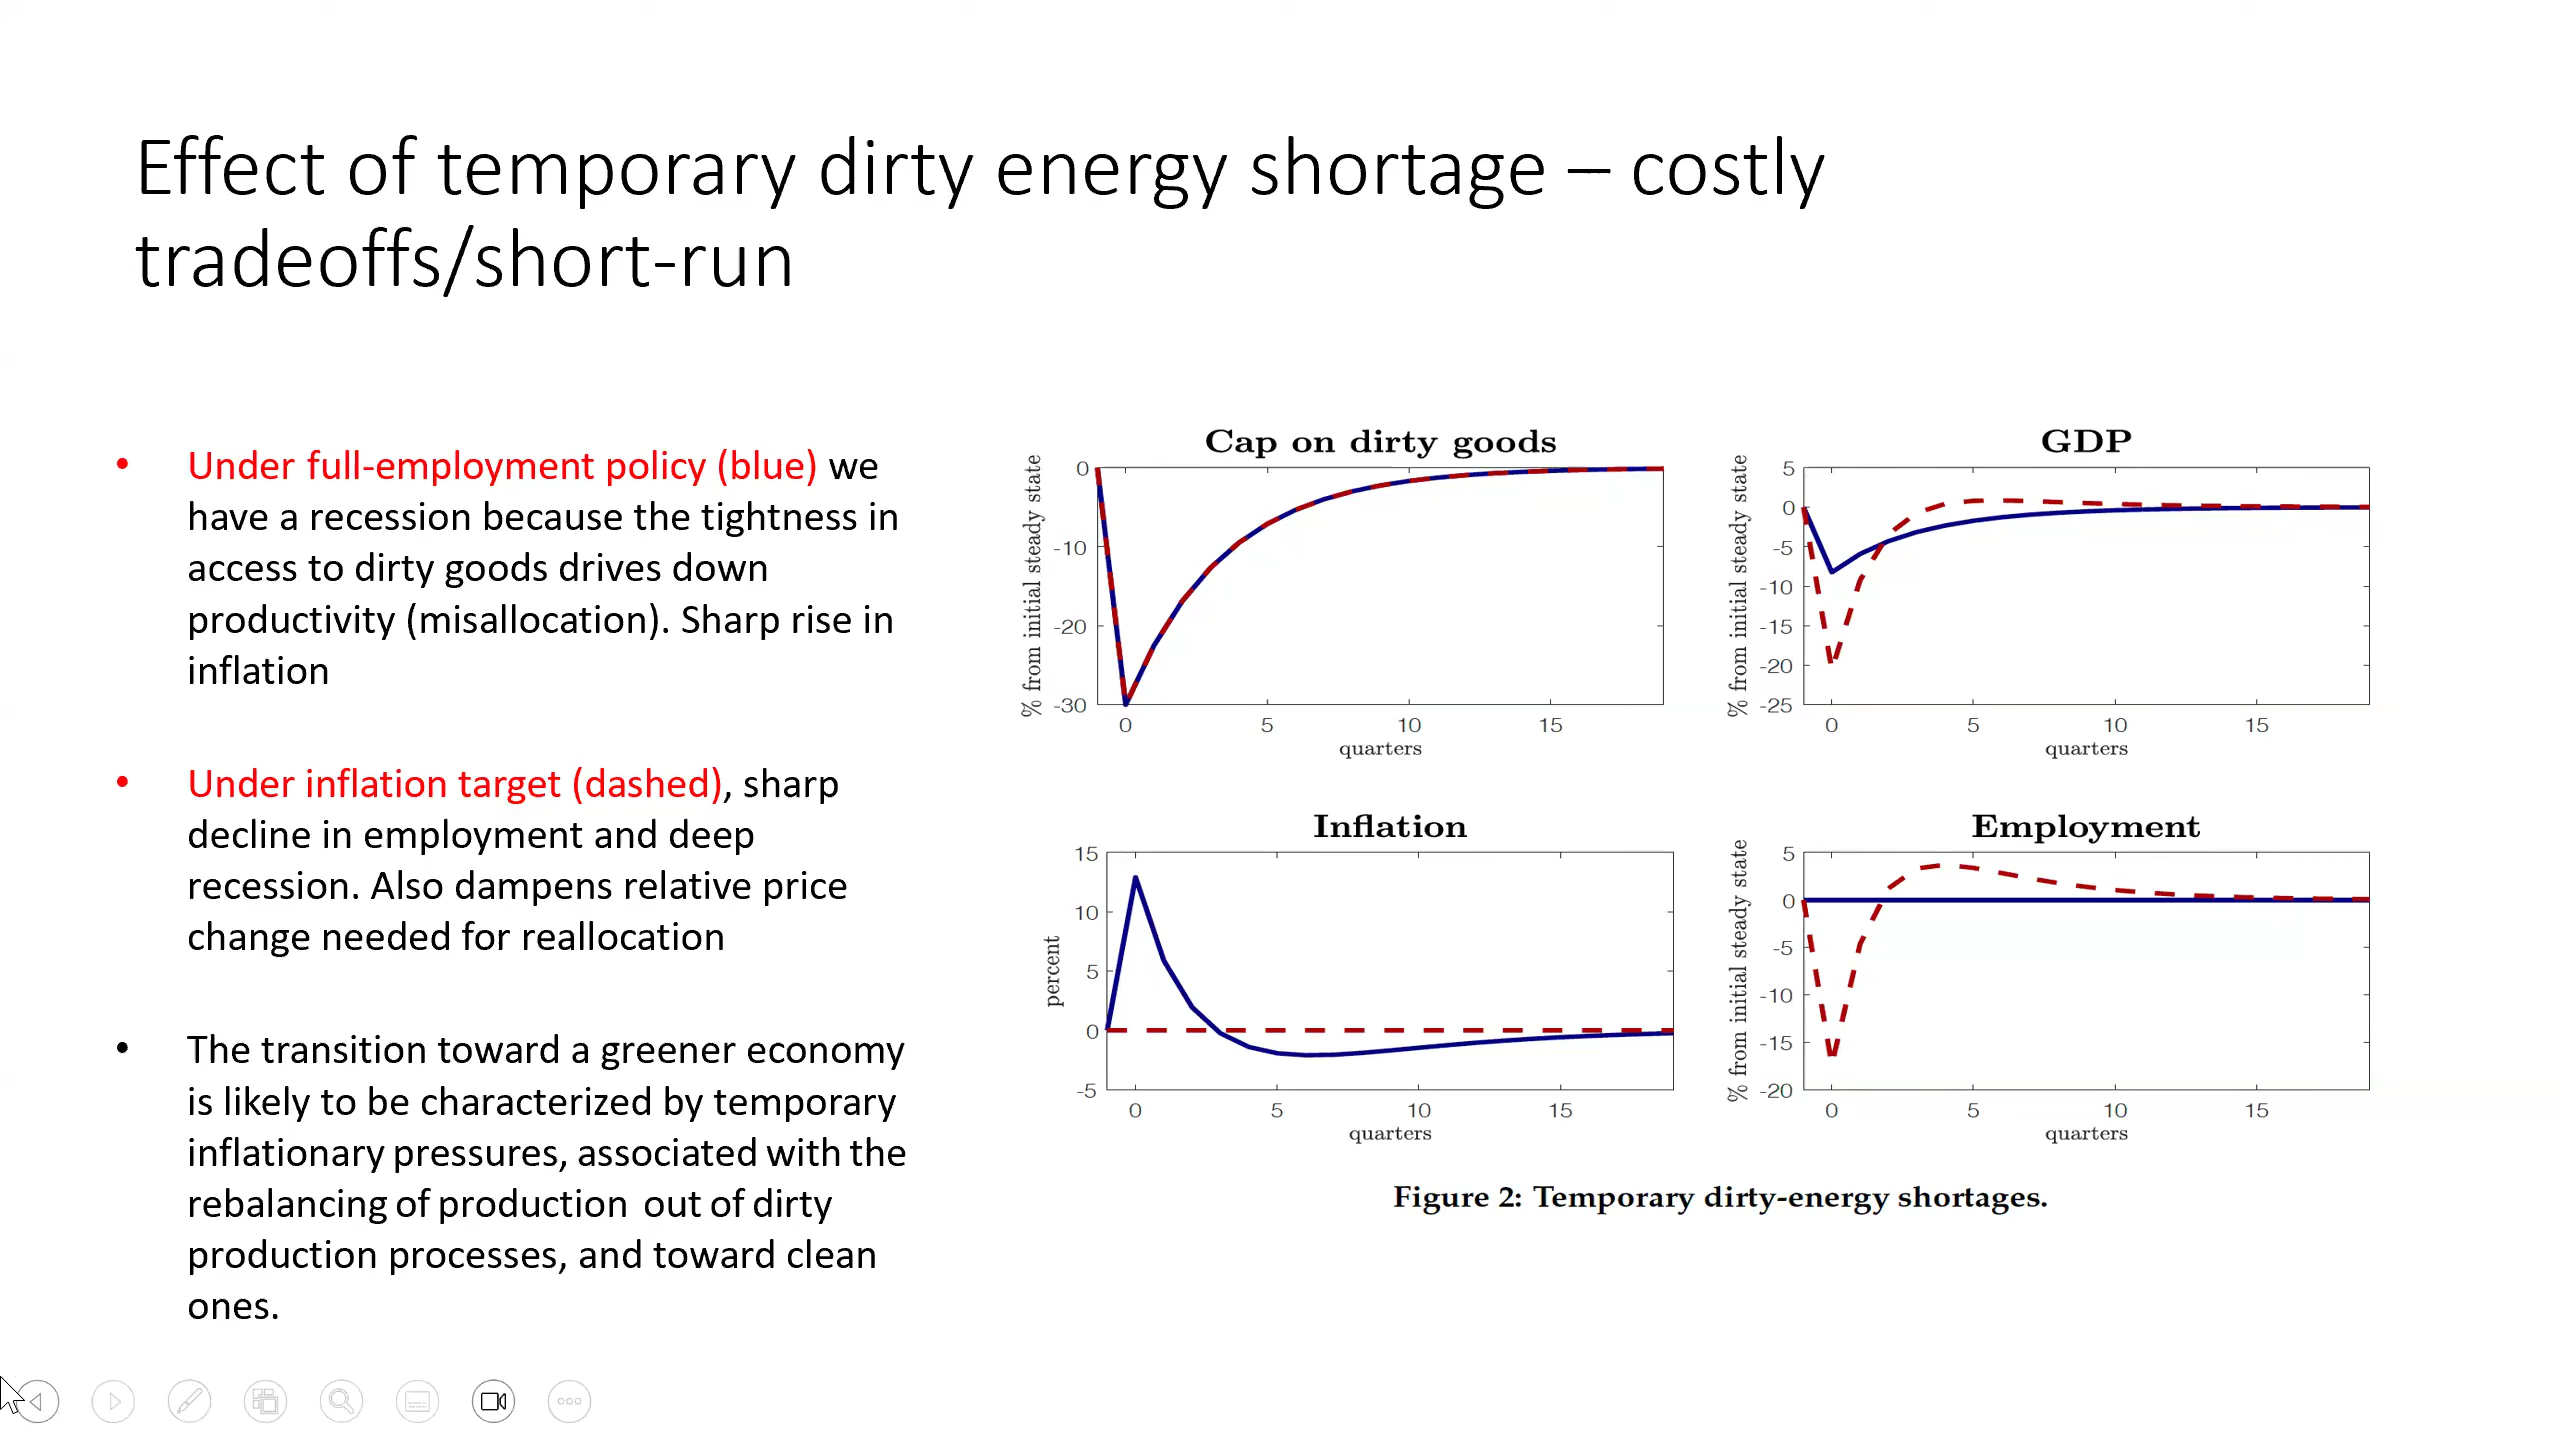 Effect of temporary dirty energy shortage – costly
tradeoffs/short-run
• Under full-employment policy (blue) we
have a recession because the tightness in
access to dirty goods drives down
productivity (misallocation). Sharp rise in
inflation
• Under inflation target (dashed), sharp
decline in employment and deep
recession. Also dampens relative price
change needed for reallocation
• The transition toward a greener economy
is likely to be characterized by temporary
inflationary pressures, associated with the
rebalancing of production out of dirty
production processes, and toward clean
ones.
Cap on dirty goods
% from initial steady state
0
-10
-20
-30
0 5 10 15
quarters
GDP
% from initial steady state
5
0
-5
-10
-15
-20
-25
0 5 10 15
quarters
Inflation
percent
15
10
5
0
-5
0 5 10 15
quarters
Employment
% from initial steady state
5
0
-5
-10
-15
-20
0 5 10 15
quarters
Figure 2: Temporary dirty-energy shortages.